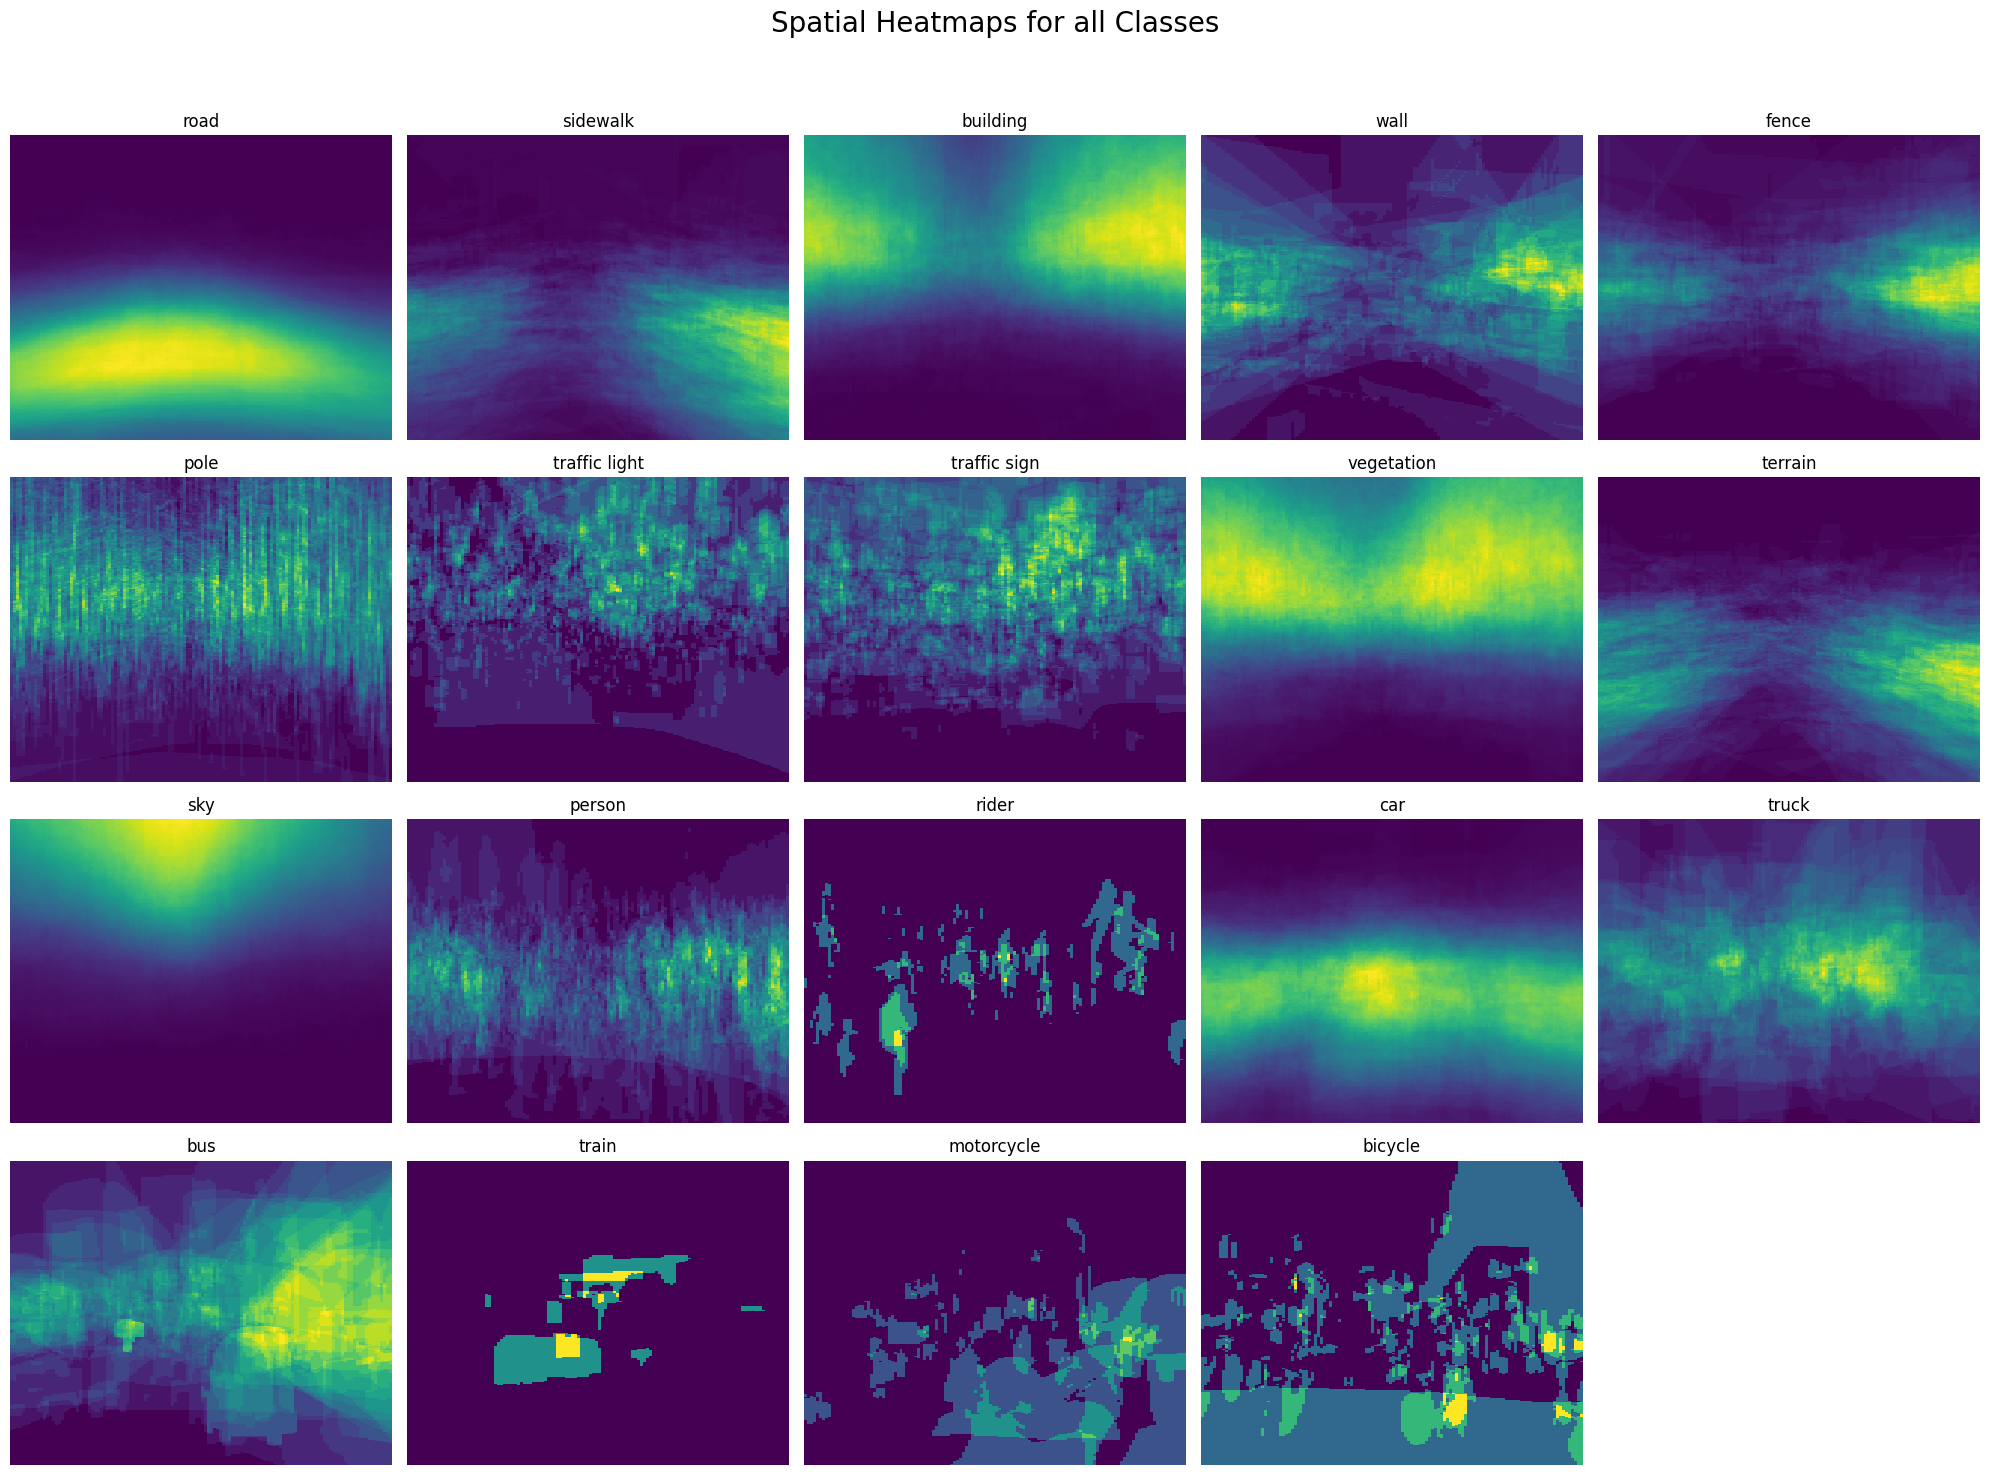 Spatial Heatmaps for all Classes
road
sidewalk
building
wall
fence
pole
traffic light
traffic sign
vegetation
terrain
sky
person
rider
car
truck
bus
train
motorcycle
bicycle